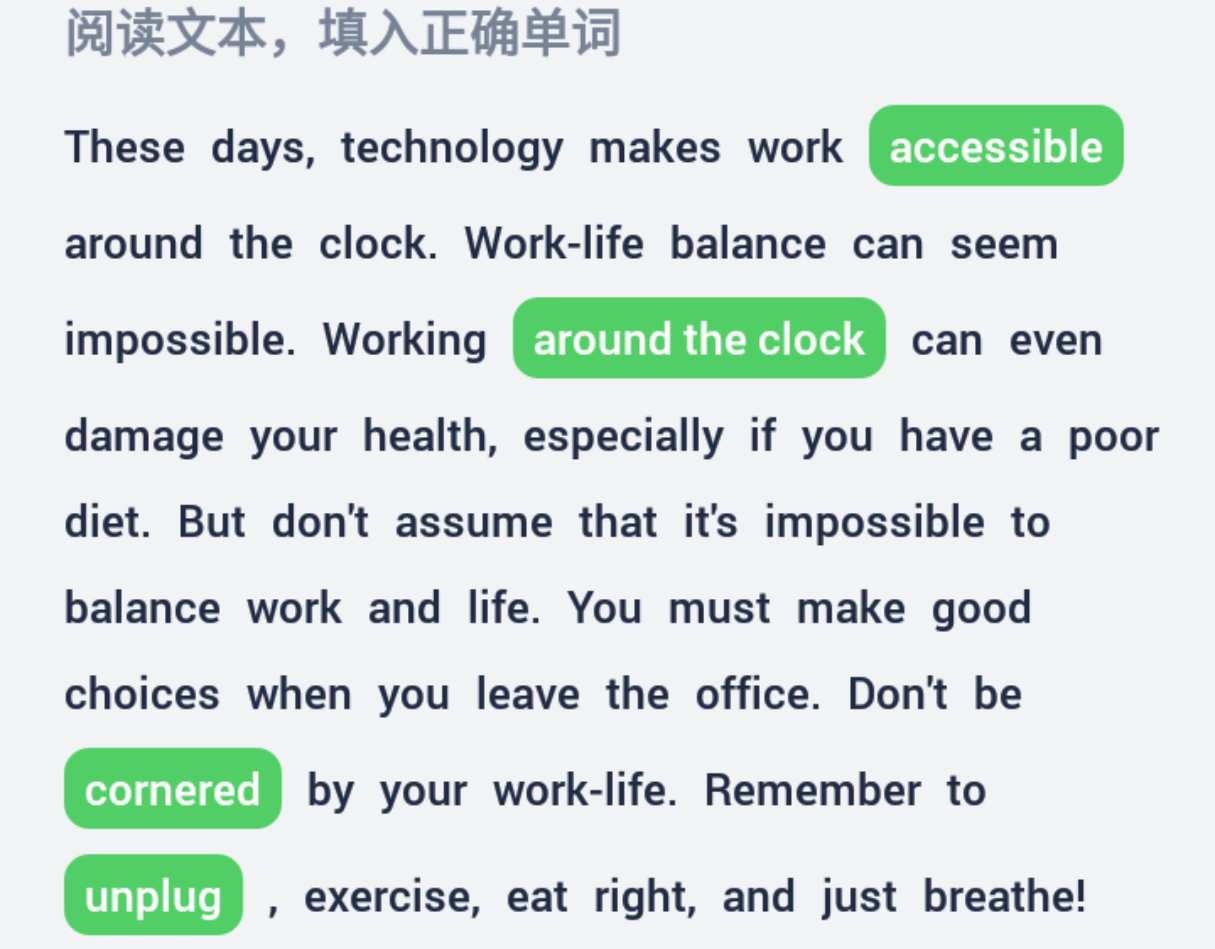 阅读文本，填入正确单词
These days, technology makes work accessible
around the clock. Work-life balance can seem
impossible. Working around the clock can even
damage your health, especially if you have a poor
diet. But don't assume that it's impossible to
balance work and life. You must make good
choices when you leave the office. Don't be
cornered by your work-life. Remember to
unplug , exercise, eat right, and just breathe!